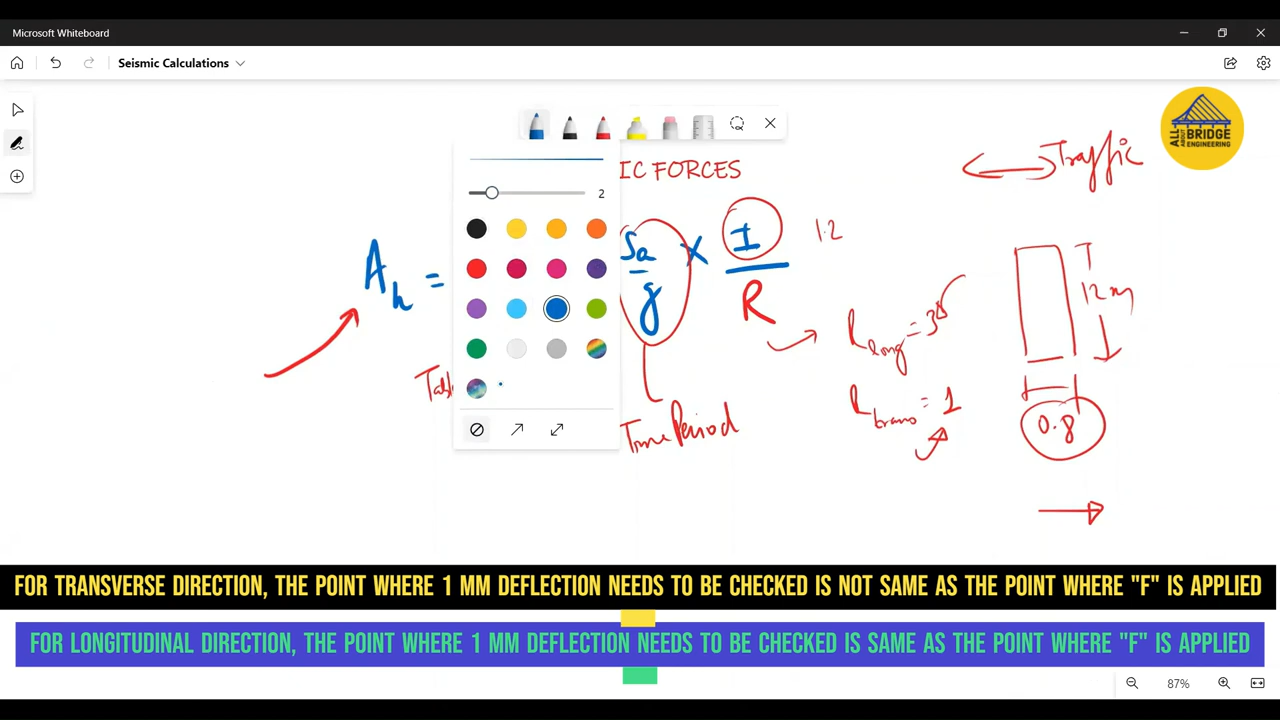 Microsoft Whiteboard
Seismic Calculations
ALL ABOUT
BRIDGE
ENGINEERING
Traffic
IC FORCES
2
Ah =
Sa
g
x
I
R
1.2
12m
Rlong = 3
Rtrans = 1
0.8
Time Period
FOR TRANSVERSE DIRECTION, THE POINT WHERE 1 MM DEFLECTION NEEDS TO BE CHECKED IS NOT SAME AS THE POINT WHERE "F" IS APPLIED
FOR LONGITUDINAL DIRECTION, THE POINT WHERE 1 MM DEFLECTION NEEDS TO BE CHECKED IS SAME AS THE POINT WHERE "F" IS APPLIED
87%